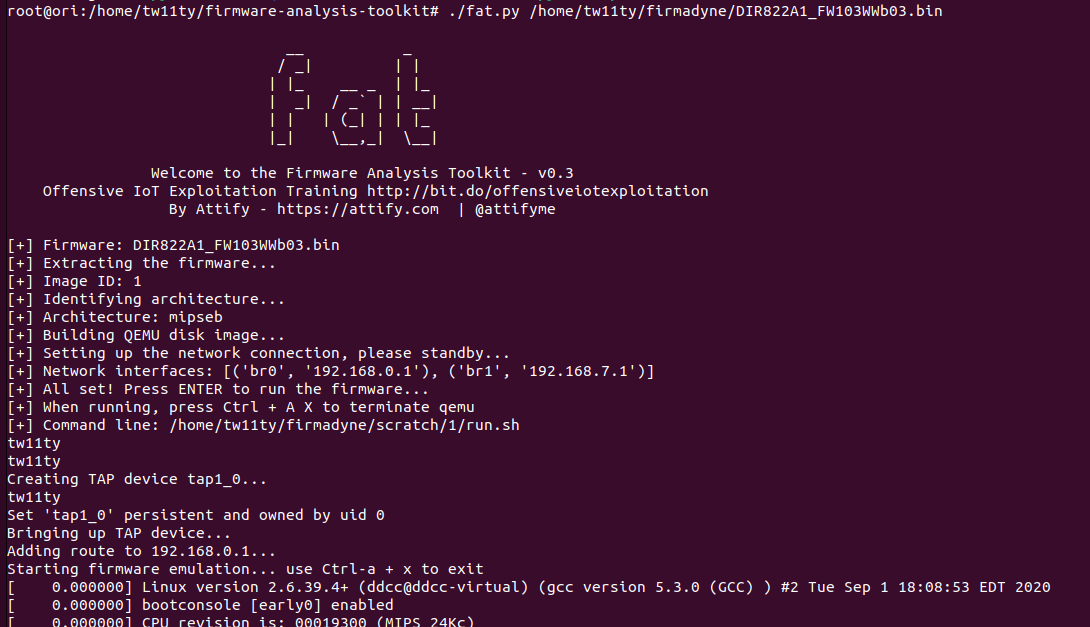 root@ori:/home/tw11ty/firmware-analysis-toolkit# ./fat.py /home/tw11ty/firmadyne/DIR822A1_FW103WWb03.bin
fat
Welcome to the Firmware Analysis Toolkit - v0.3
Offensive IoT Exploitation Training http://bit.do/offensiveiotexploitation
By Attify - https://attify.com | @attifyme
[+] Firmware: DIR822A1_FW103WWb03.bin
[+] Extracting the firmware...
[+] Image ID: 1
[+] Identifying architecture...
[+] Architecture: mipseb
[+] Building QEMU disk image...
[+] Setting up the network connection, please standby...
[+] Network interfaces: [('br0', '192.168.0.1'), ('br1', '192.168.7.1')]
[+] All set! Press ENTER to run the firmware...
[+] When running, press Ctrl + A X to terminate qemu
[+] Command line: /home/tw11ty/firmadyne/scratch/1/run.sh
tw11ty
tw11ty
Creating TAP device tap1_0...
tw11ty
Set 'tap1_0' persistent and owned by uid 0
Bringing up TAP device...
Adding route to 192.168.0.1...
Starting firmware emulation... use Ctrl-a + x to exit
[    0.000000] Linux version 2.6.39.4+ (ddcc@ddcc-virtual) (gcc version 5.3.0 (GCC) ) #2 Tue Sep 1 18:08:53 EDT 2020
[    0.000000] bootconsole [early0] enabled
[    0.000000] CPU revision is: 00019300 (MIPS 24Kc)